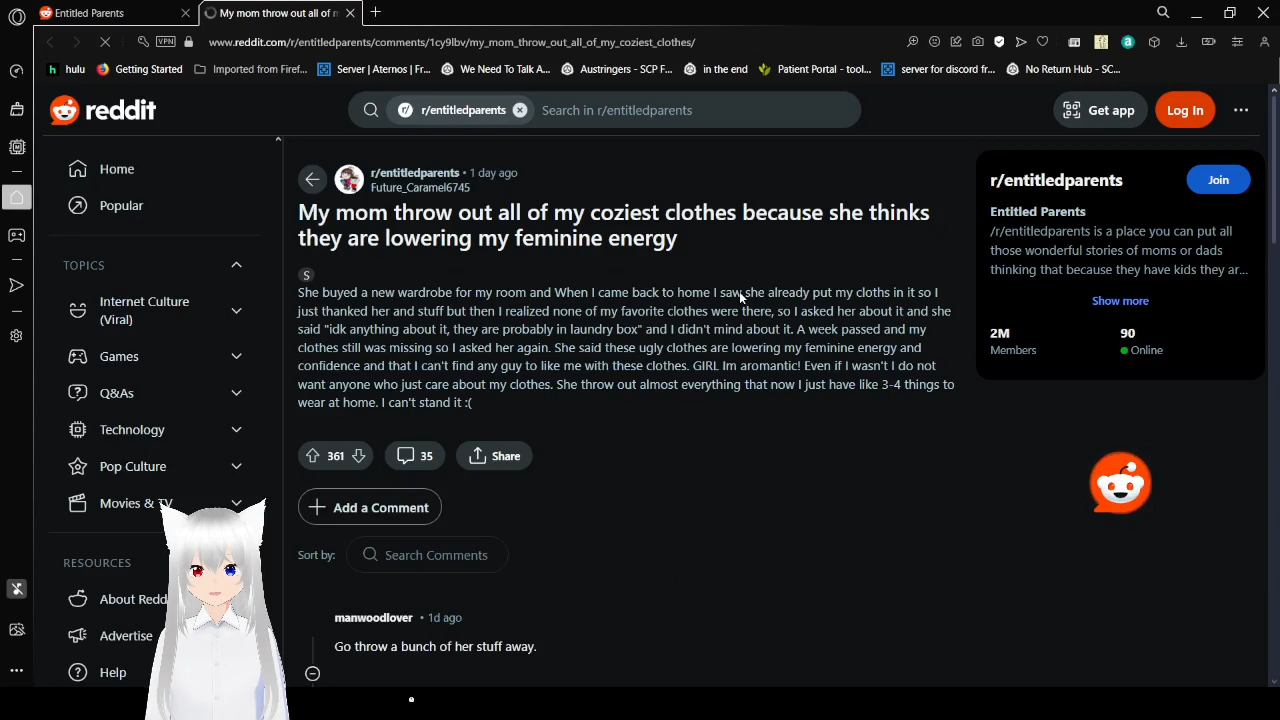 Entitled Parents
My mom throw out all of m
VPN
www.reddit.com/r/entitledparents/comments/1cy9lbv/my_mom_throw_out_all_of_my_coziest_clothes/
h hulu
Getting Started
Imported from Firef...
Server | Aternos | Fr...
We Need To Talk A...
Austringers - SCP F...
in the end
Patient Portal - tool...
server for discord fr...
No Return Hub - SC...
reddit
r/ r/entitledparents
Search in r/entitledparents
Get app
Log In
Home
Popular
TOPICS
Internet Culture
(Viral)
Games
Q&As
Technology
Pop Culture
Movies & TV
RESOURCES
About Redd
Advertise
Help
r/entitledparents • 1 day ago
Future_Caramel6745
My mom throw out all of my coziest clothes because she thinks
they are lowering my feminine energy
S
She buyed a new wardrobe for my room and When I came back to home I saw she already put my cloths in it so I
just thanked her and stuff but then I realized none of my favorite clothes were there, so I asked her about it and she
said "idk anything about it, they are probably in laundry box" and I didn't mind about it. A week passed and my
clothes still was missing so I asked her again. She said these ugly clothes are lowering my feminine energy and
confidence and that I can't find any guy to like me with these clothes. GIRL Im aromantic! Even if I wasn't I do not
want anyone who just care about my clothes. She throw out almost everything that now I just have like 3-4 things to
wear at home. I can't stand it :(
361
35
Share
Add a Comment
Sort by:
Search Comments
manwoodlover • 1d ago
Go throw a bunch of her stuff away.
r/entitledparents
Join
Entitled Parents
/r/entitledparents is a place you can put all
those wonderful stories of moms or dads
thinking that because they have kids they ar...
Show more
2M
90
Members
Online